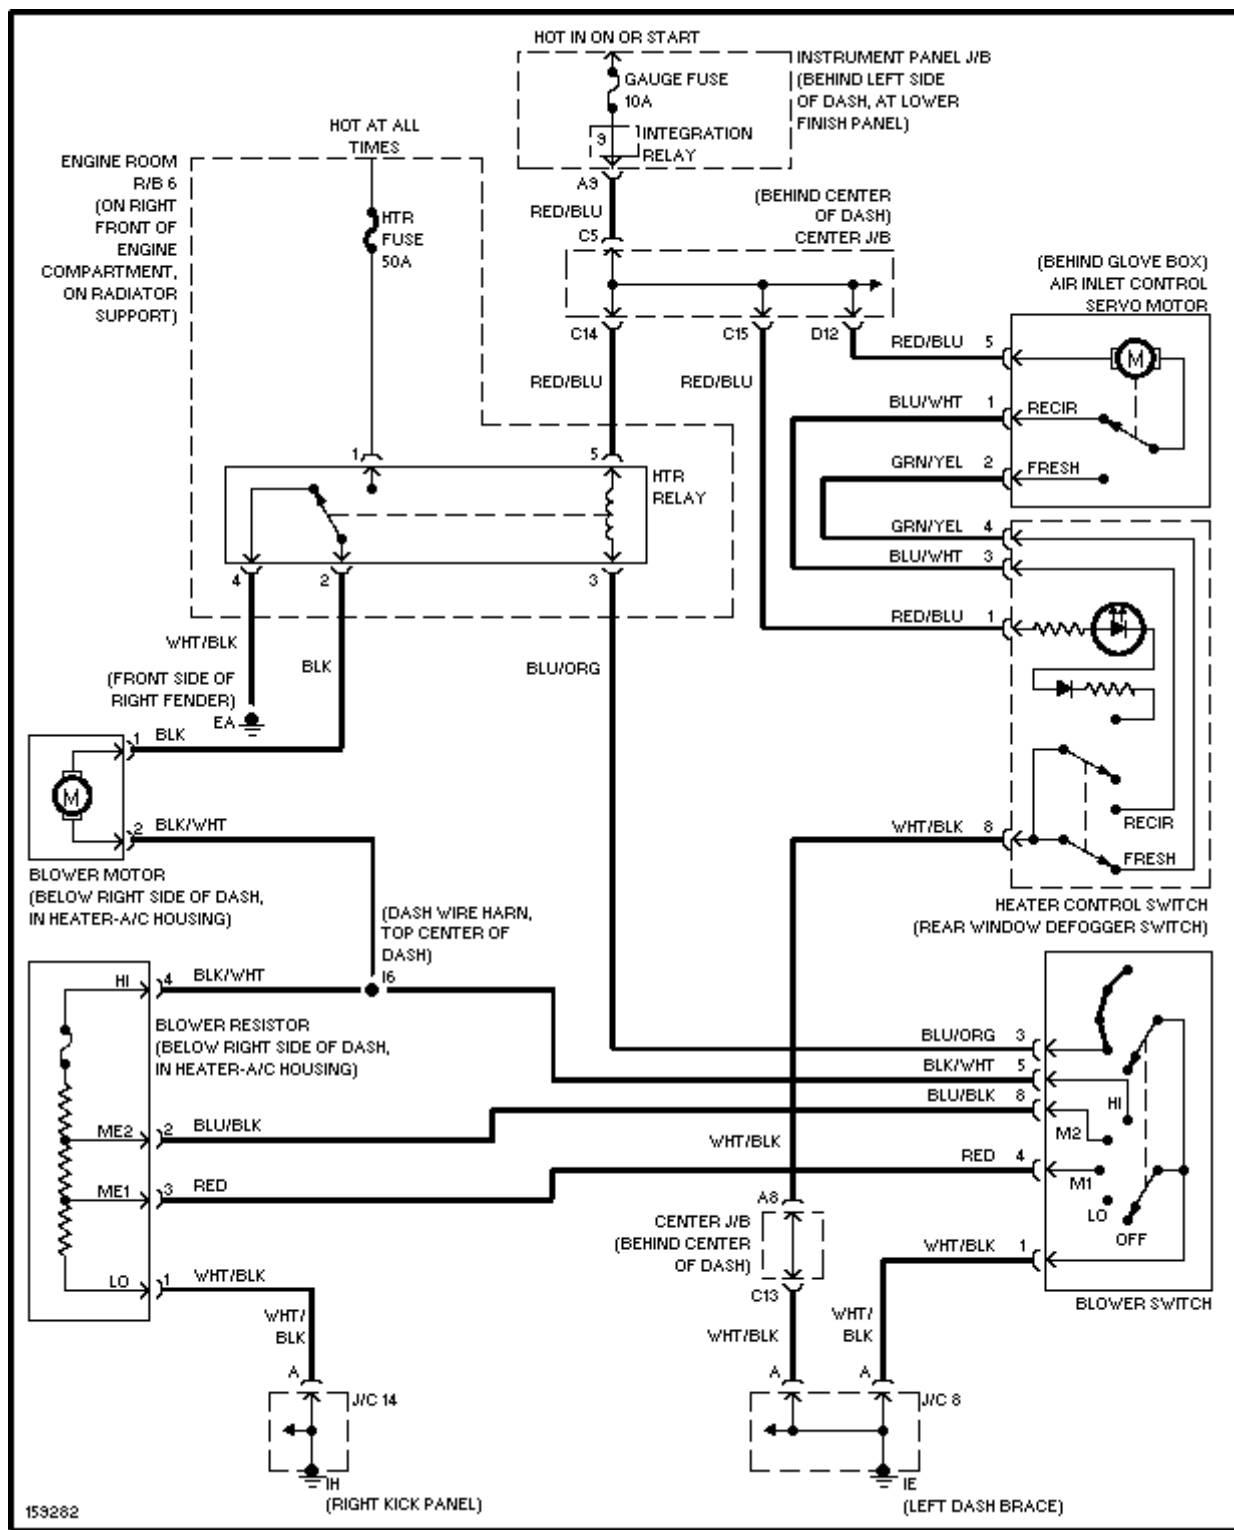 HOT IN ON OR START
INSTRUMENT PANEL J/B
(BEHIND LEFT SIDE
OF DASH, AT LOWER
FINISH PANEL)
GAUGE FUSE
10A
9
INTEGRATION
RELAY
HOT AT ALL
TIMES
ENGINE ROOM
R/B 6
(ON RIGHT
FRONT OF
ENGINE
COMPARTMENT,
ON RADIATOR
SUPPORT)
HTR
FUSE
50A
A9
RED/BLU
C5
(BEHIND CENTER
OF DASH)
CENTER J/B
C14
C15
D12
RED/BLU
RED/BLU
(BEHIND GLOVE BOX)
AIR INLET CONTROL
SERVO MOTOR
RED/BLU 5
M
BLU/WHT 1
RECIR
GRN/YEL 2
FRESH
1
5
HTR
RELAY
4
2
3
GRN/YEL 4
BLU/WHT 3
RED/BLU 1
WHT/BLK
BLK
BLU/ORG
(FRONT SIDE OF
RIGHT FENDER)
EA
1 BLK
M
2 BLK/WHT
BLOWER MOTOR
(BELOW RIGHT SIDE OF DASH,
IN HEATER-A/C HOUSING)
WHT/BLK 8
RECIR
FRESH
HEATER CONTROL SWITCH
(REAR WINDOW DEFOGGER SWITCH)
(DASH WIRE HARN,
TOP CENTER OF
DASH)
I6
HI 4 BLK/WHT
BLOWER RESISTOR
(BELOW RIGHT SIDE OF DASH,
IN HEATER-A/C HOUSING)
ME2 2 BLU/BLK
ME1 3 RED
LO 1 WHT/BLK
BLU/ORG 3
BLK/WHT 5
BLU/BLK 8
HI
M2
RED 4
M1
LO
OFF
WHT/BLK 1
BLOWER SWITCH
WHT/BLK
A8
CENTER J/B
(BEHIND CENTER
OF DASH)
C13
WHT/BLK
WHT/
BLK
WHT/
BLK
A
J/C 14
IH
(RIGHT KICK PANEL)
A
A
J/C 8
IE
(LEFT DASH BRACE)
159282